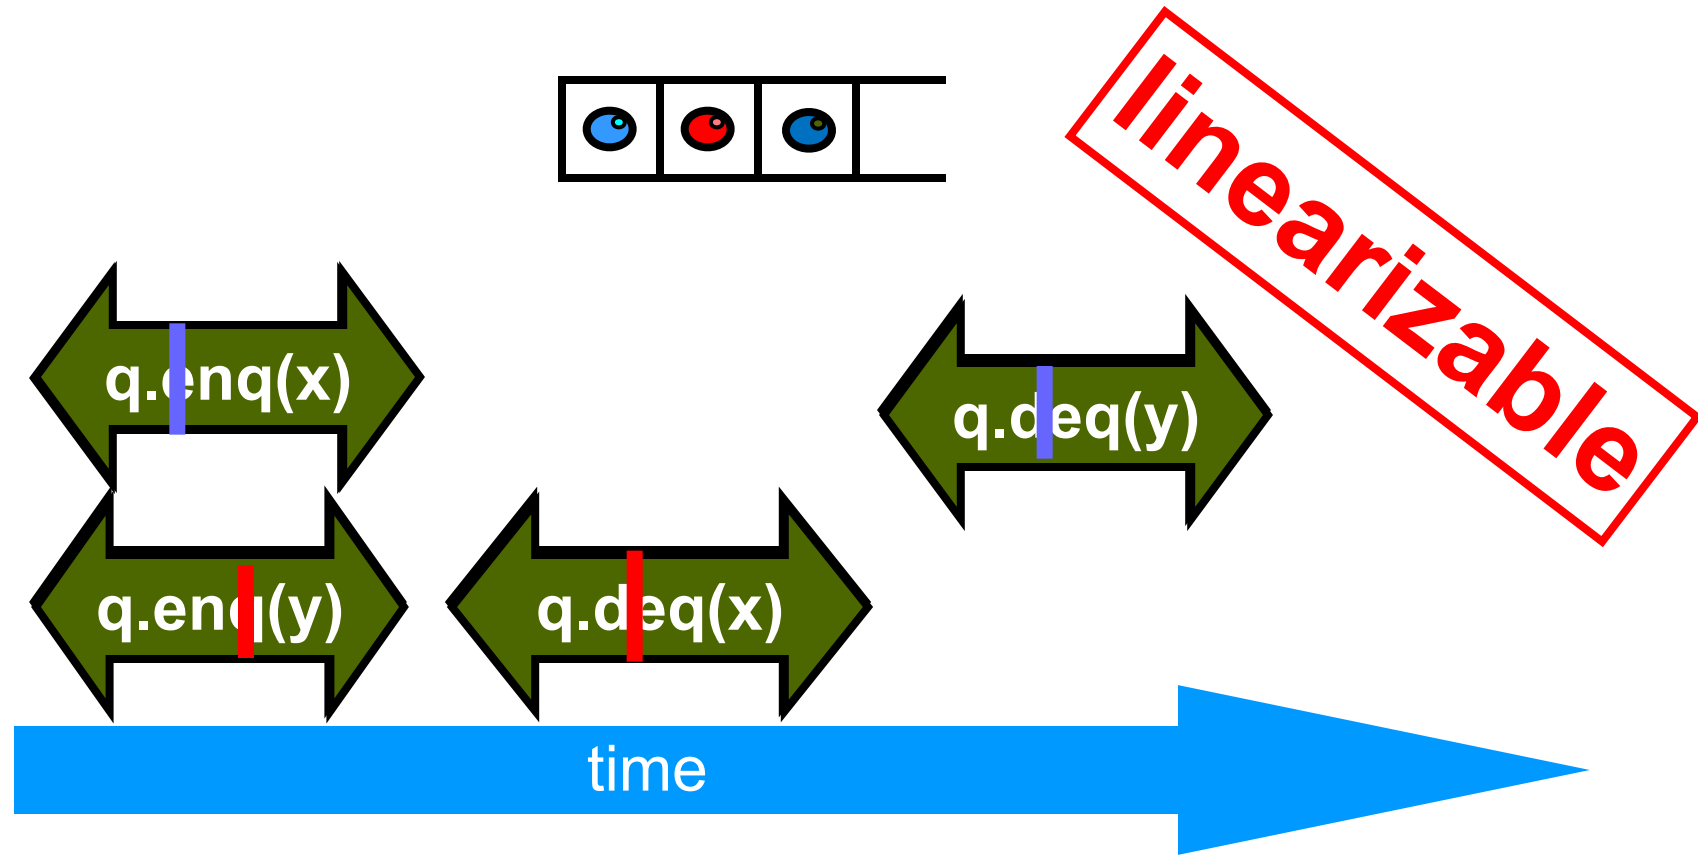 linearizable
q.enq(x)
q.deq(y)
q.enq(y)
q.deq(x)
time